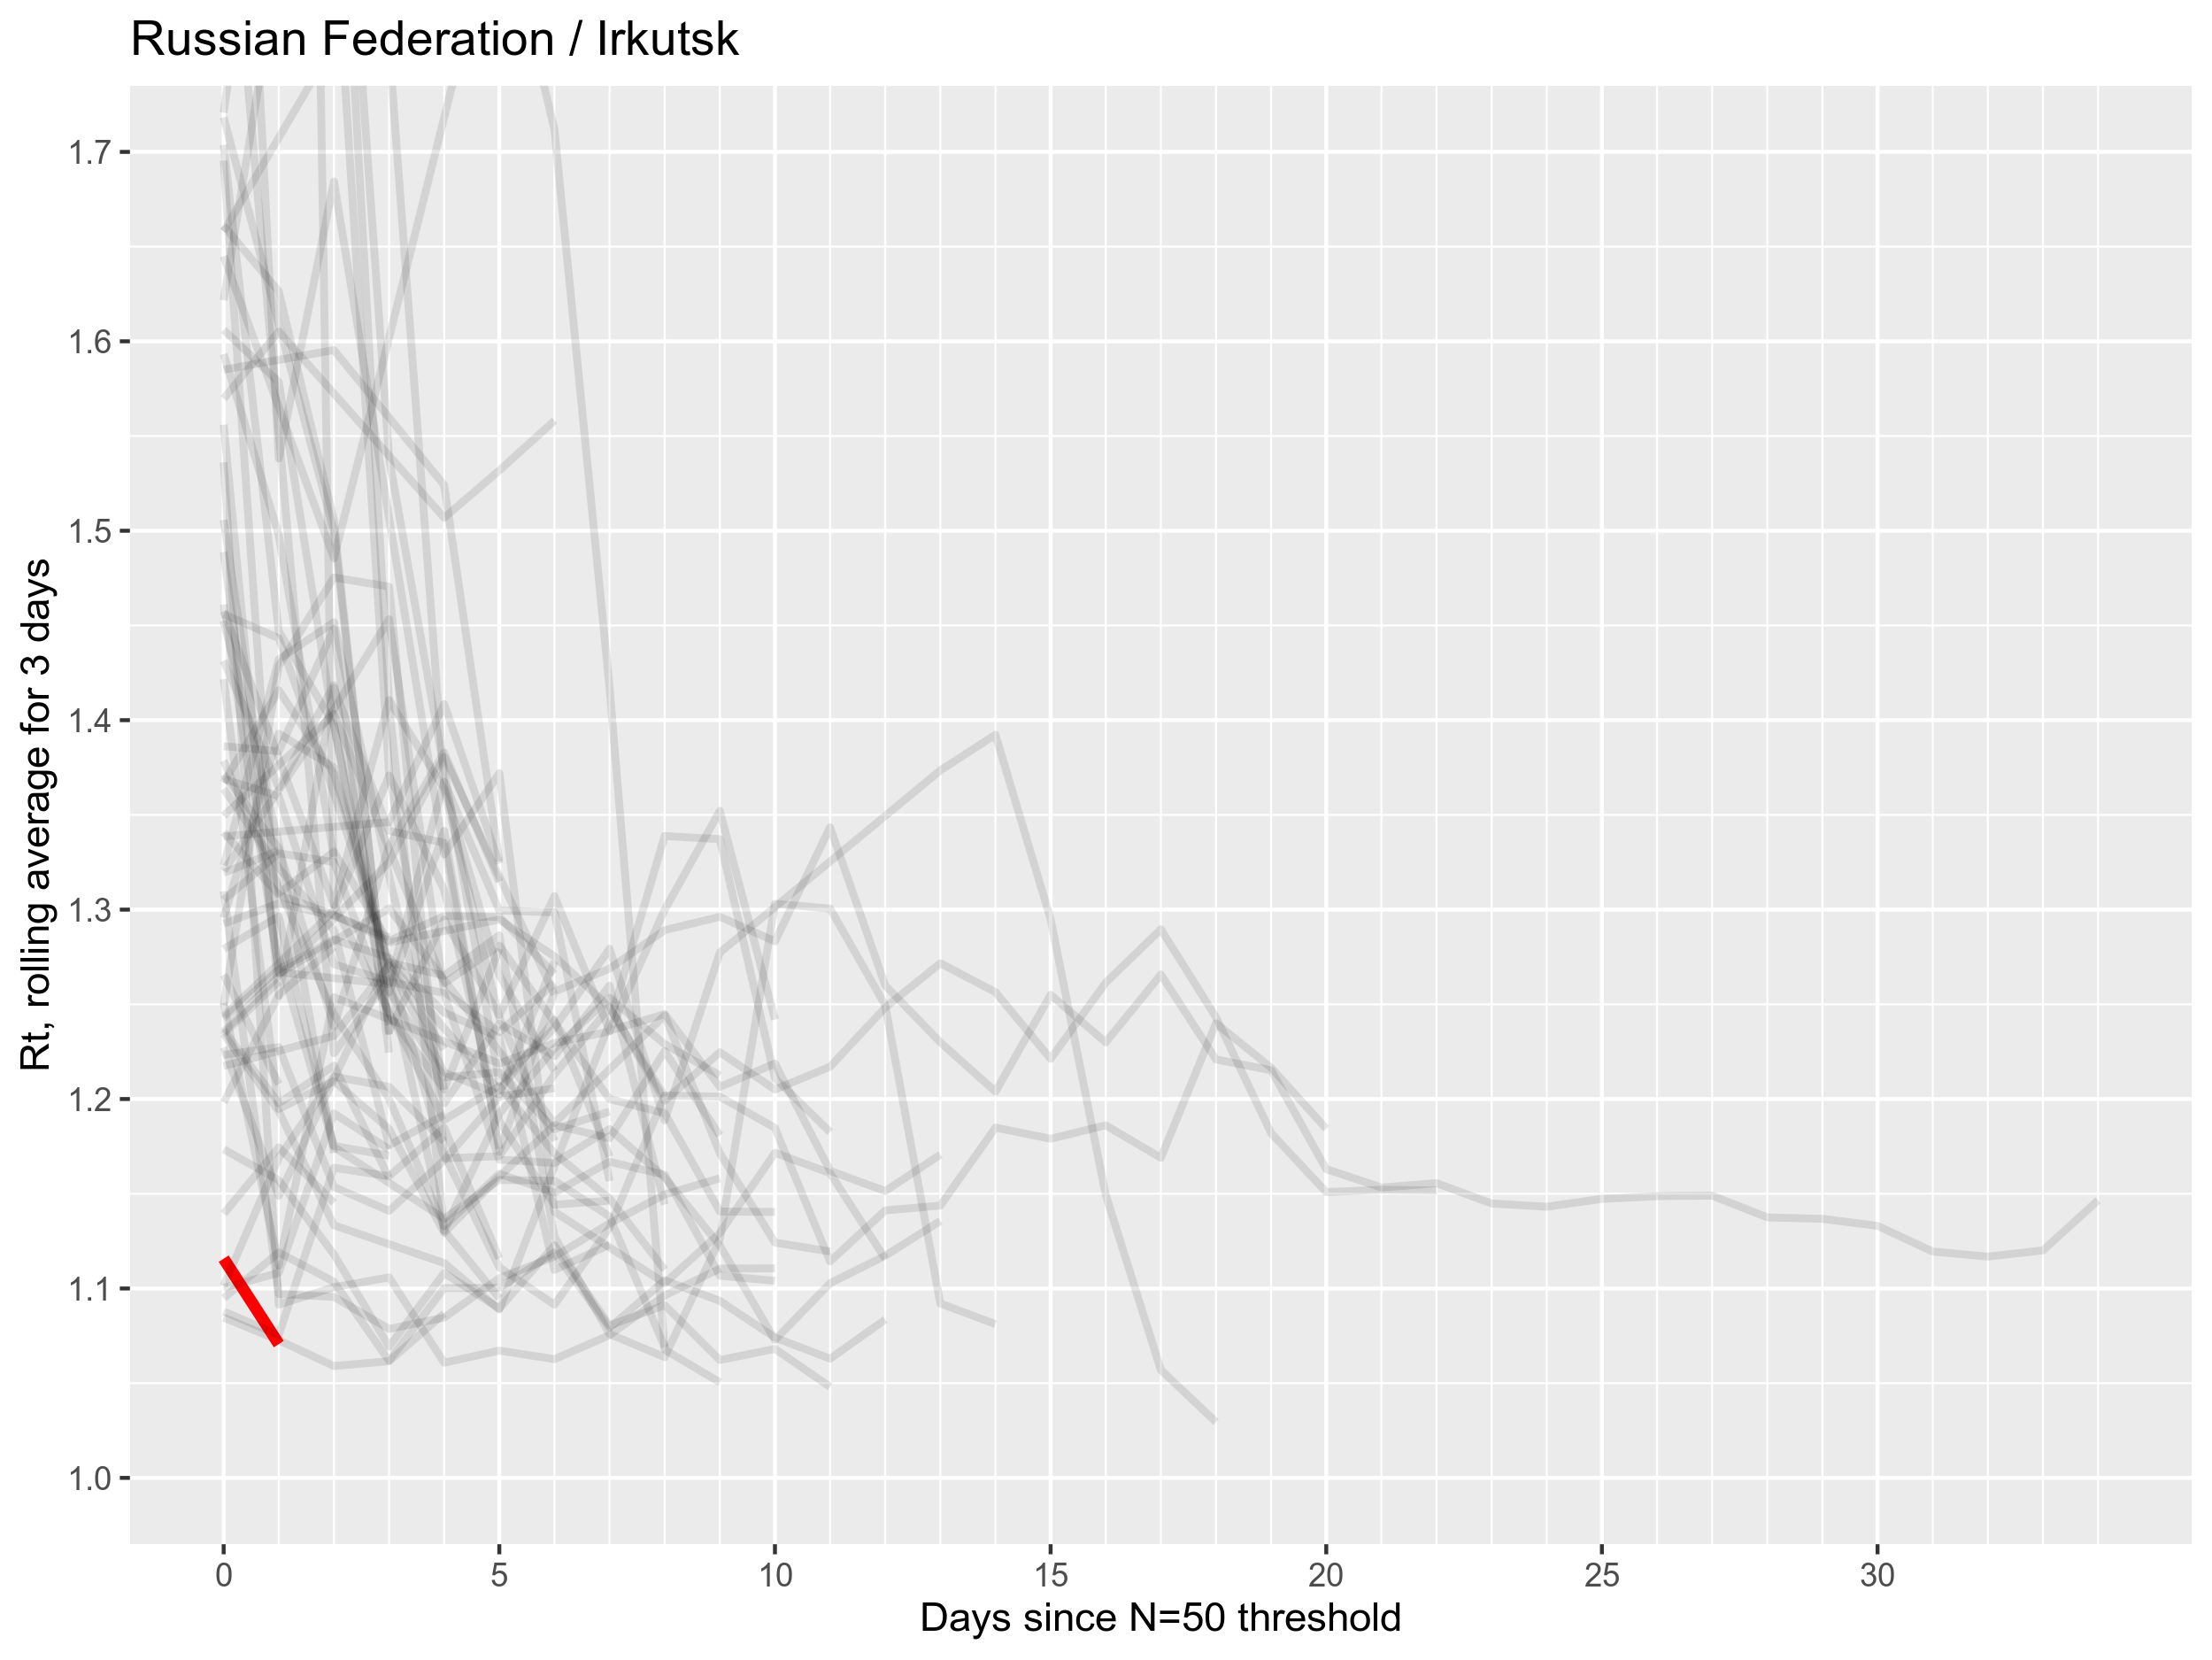 Russian Federation / Irkutsk
Rt, rolling average for 3 days
1.7
1.6
1.5
1.4
1.3
1.2
1.1
1.0
0 5 10 15 20 25 30
Days since N=50 threshold